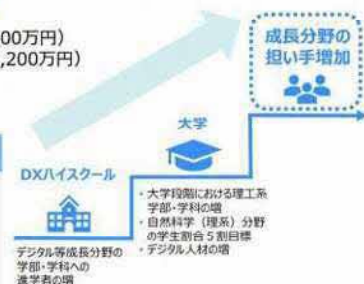 00万円)
,200万円)
成長分野の
担い手増加
大学
DXハイスクール
・大学段階における理工系
学部・学科の増
・自然科学(理系)分野
の学生割合5割目標
・デジタル人材の増
デジタル等成長分野の
学部・学科への
進学者の増